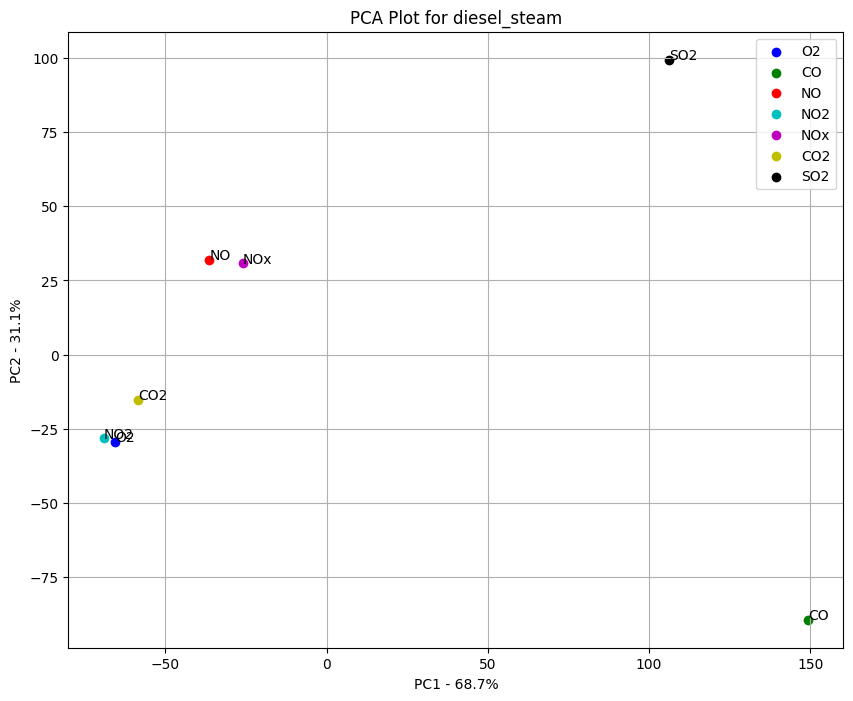 PCA Plot for diesel_steam
100
75
50
25
0
−25
−50
−75
PC2 - 31.1%
−50
0
50
100
150
PC1 - 68.7%
O2
CO
NO
NO2
NOx
CO2
SO2
SO2
NO
NOx
CO2
NO2
O2
CO